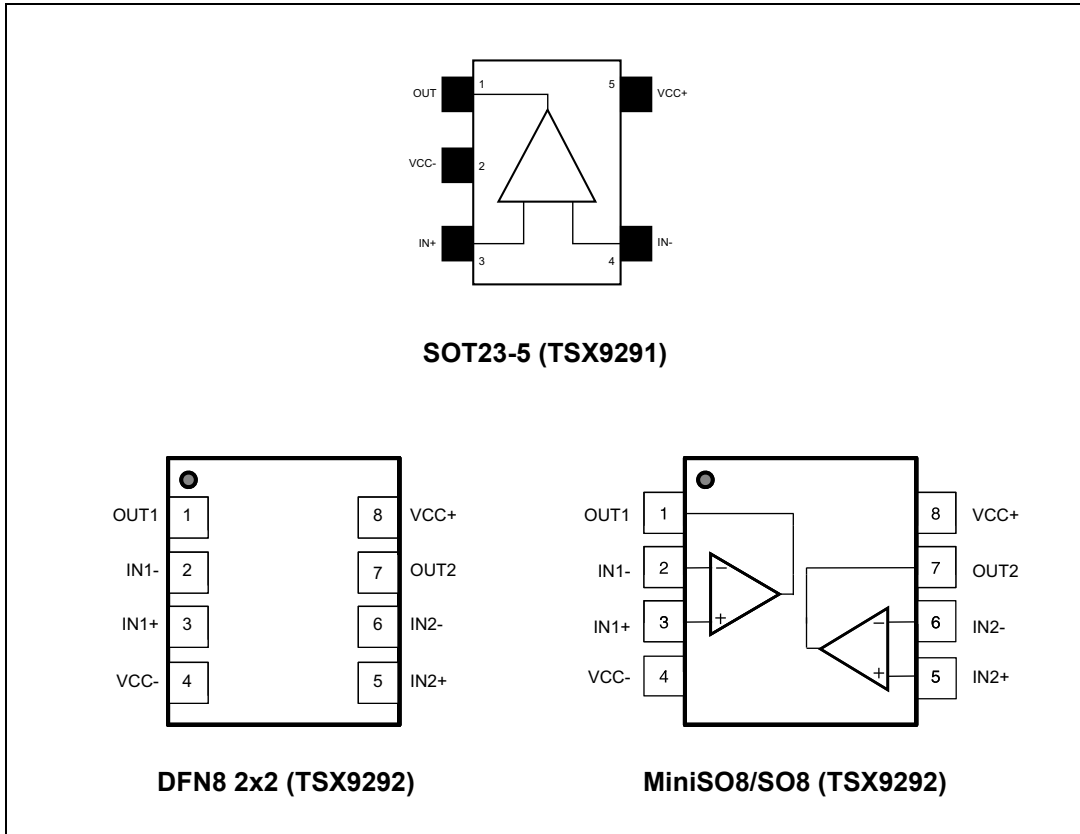 OUT 1 5 VCC+
VCC- 2
IN+ 3 4 IN-
SOT23-5 (TSX9291)
OUT1 1 8 VCC+
IN1- 2 7 OUT2
IN1+ 3 6 IN2-
VCC- 4 5 IN2+
DFN8 2x2 (TSX9292)
OUT1 1 8 VCC+
IN1- 2 − 7 OUT2
IN1+ 3 + − 6 IN2-
VCC- 4 + 5 IN2+
MiniSO8/SO8 (TSX9292)